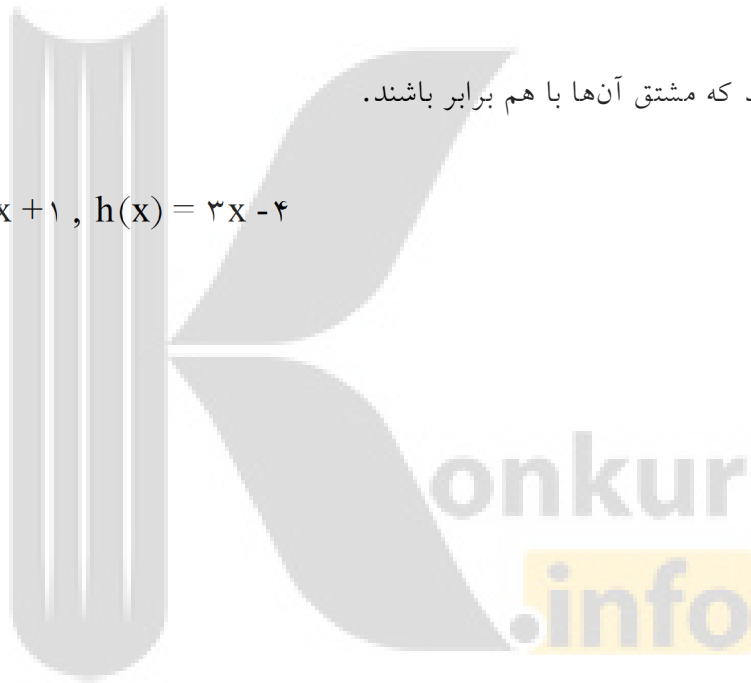 که مشتق آن‌ها با هم برابر باشند.
x +۱ , h(x) = ۳x - ۴
onkur
.info